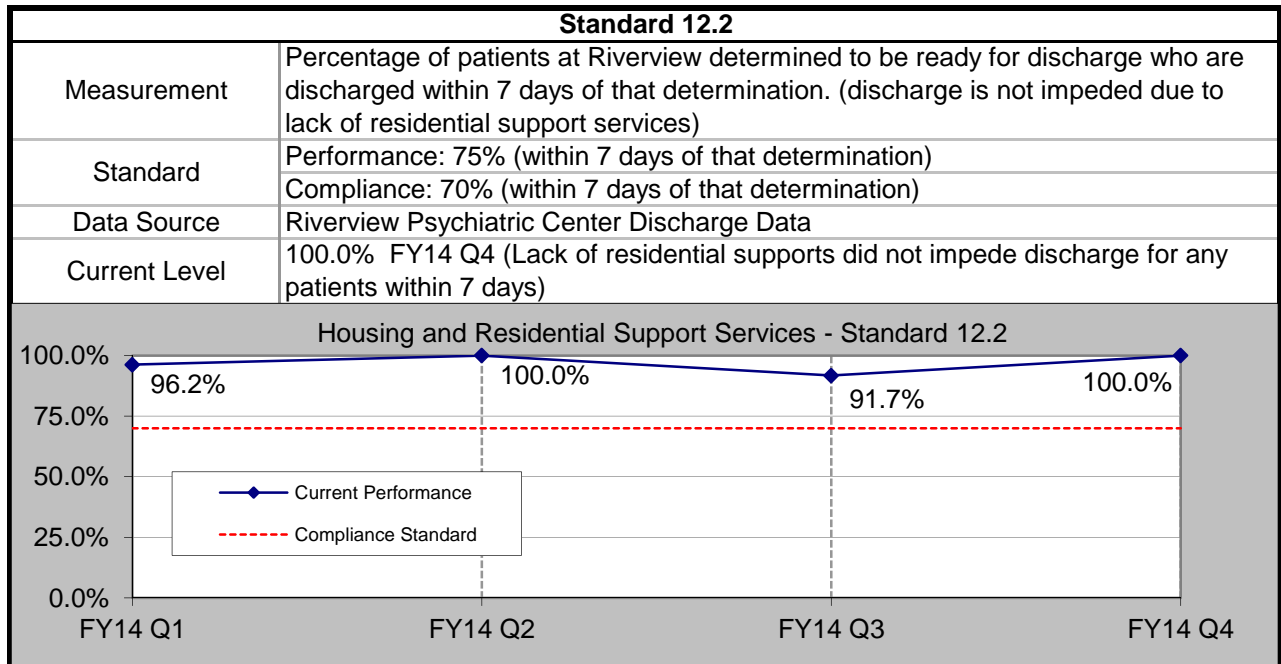 Standard 12.2
Measurement
Percentage of patients at Riverview determined to be ready for discharge who are
discharged within 7 days of that determination. (discharge is not impeded due to
lack of residential support services)
Standard
Performance: 75% (within 7 days of that determination)
Compliance: 70% (within 7 days of that determination)
Data Source
Riverview Psychiatric Center Discharge Data
Current Level
100.0%  FY14 Q4 (Lack of residential supports did not impede discharge for any
patients within 7 days)
Housing and Residential Support Services - Standard 12.2
100.0%
75.0%
50.0%
25.0%
0.0%
96.2%
100.0%
91.7%
100.0%
Current Performance
Compliance Standard
FY14 Q1
FY14 Q2
FY14 Q3
FY14 Q4